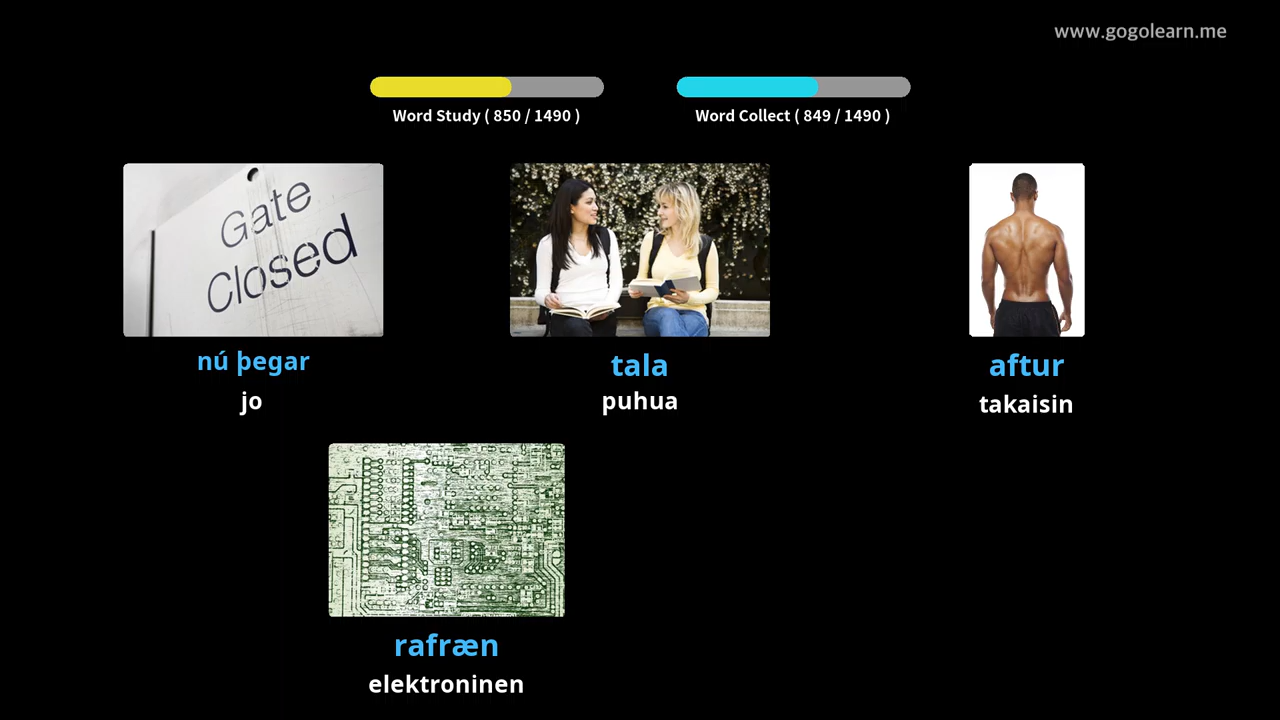 www.gogolearn.me
Word Study ( 850 / 1490 )
Word Collect ( 849 / 1490 )
Gate
Closed
nú þegar
jo
tala
puhua
aftur
takaisin
rafræn
elektroninen